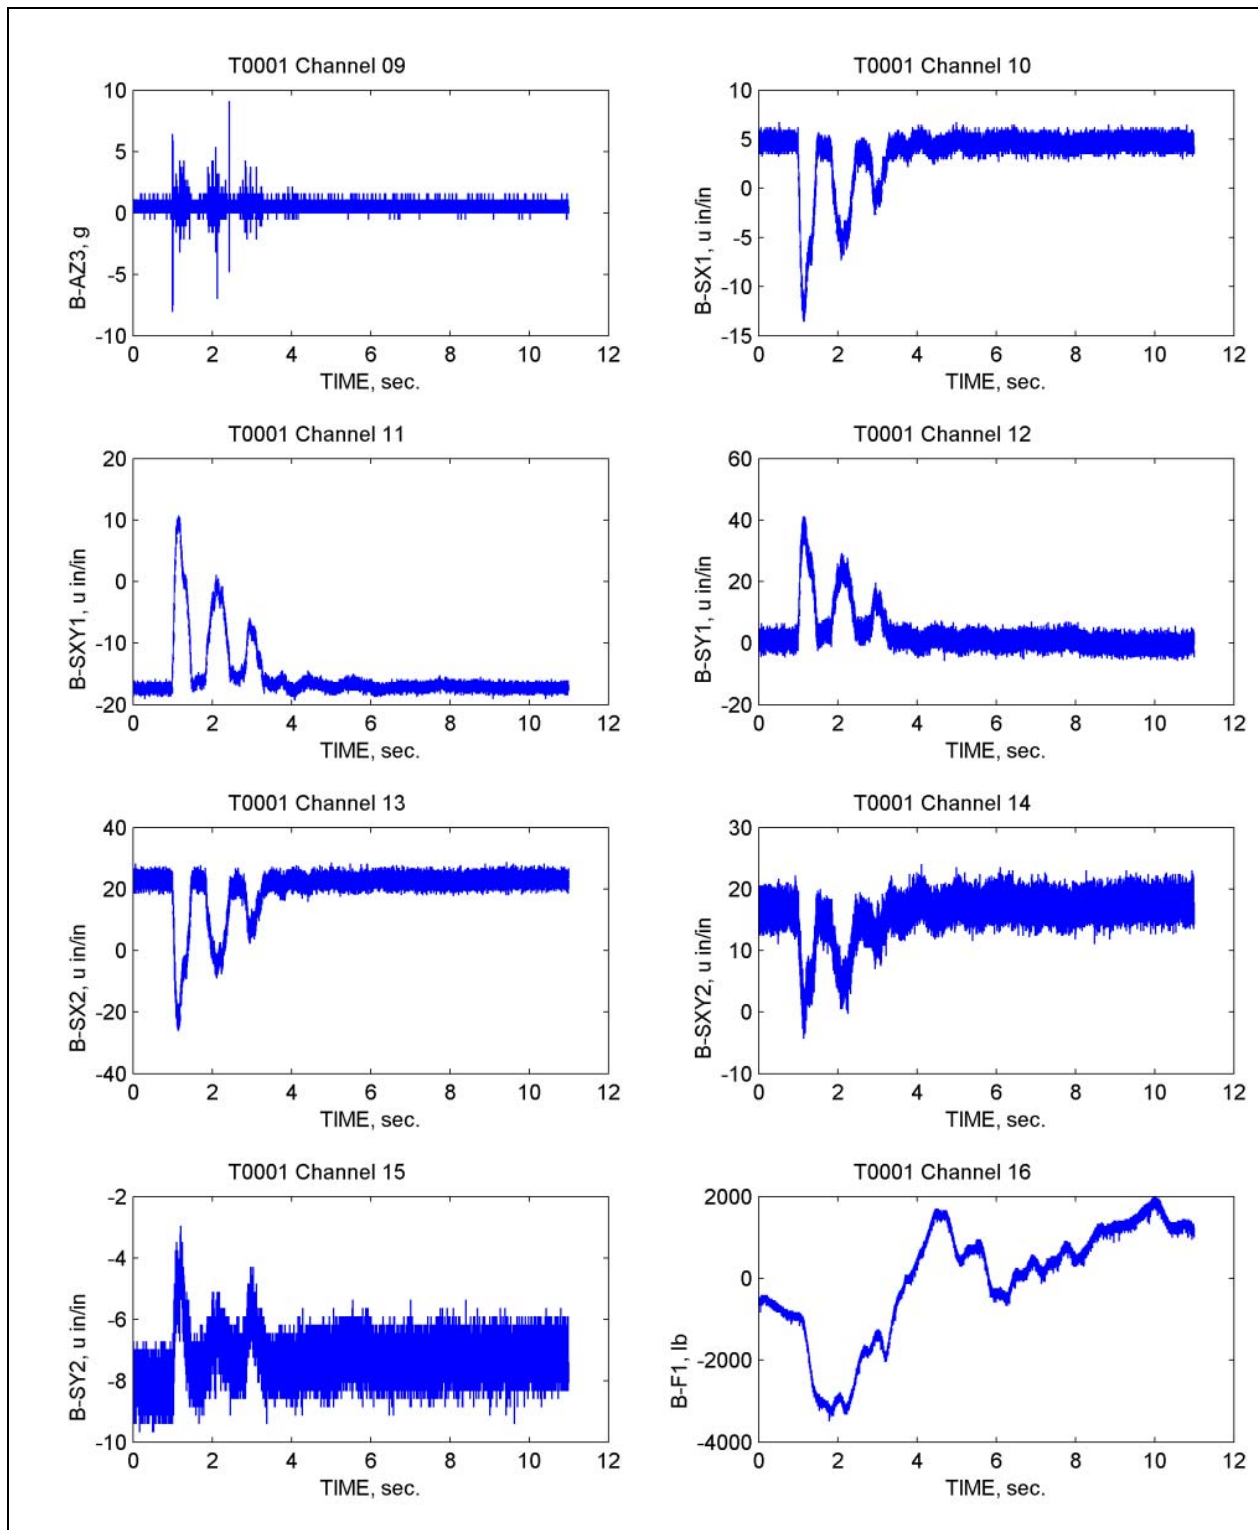 T0001 Channel 09
10
5
0
-5
-10
B-AZ3, g
0 2 4 6 8 10 12
TIME, sec.
T0001 Channel 10
10
5
0
-5
-10
-15
B-SX1, u in/in
0 2 4 6 8 10 12
TIME, sec.
T0001 Channel 11
20
10
0
-10
-20
B-SXY1, u in/in
0 2 4 6 8 10 12
TIME, sec.
T0001 Channel 12
60
40
20
0
-20
B-SY1, u in/in
0 2 4 6 8 10 12
TIME, sec.
T0001 Channel 13
40
20
0
-20
-40
B-SX2, u in/in
0 2 4 6 8 10 12
TIME, sec.
T0001 Channel 14
30
20
10
0
-10
B-SXY2, u in/in
0 2 4 6 8 10 12
TIME, sec.
T0001 Channel 15
-2
-4
-6
-8
-10
B-SY2, u in/in
0 2 4 6 8 10 12
TIME, sec.
T0001 Channel 16
2000
0
-2000
-4000
B-F1, lb
0 2 4 6 8 10 12
TIME, sec.